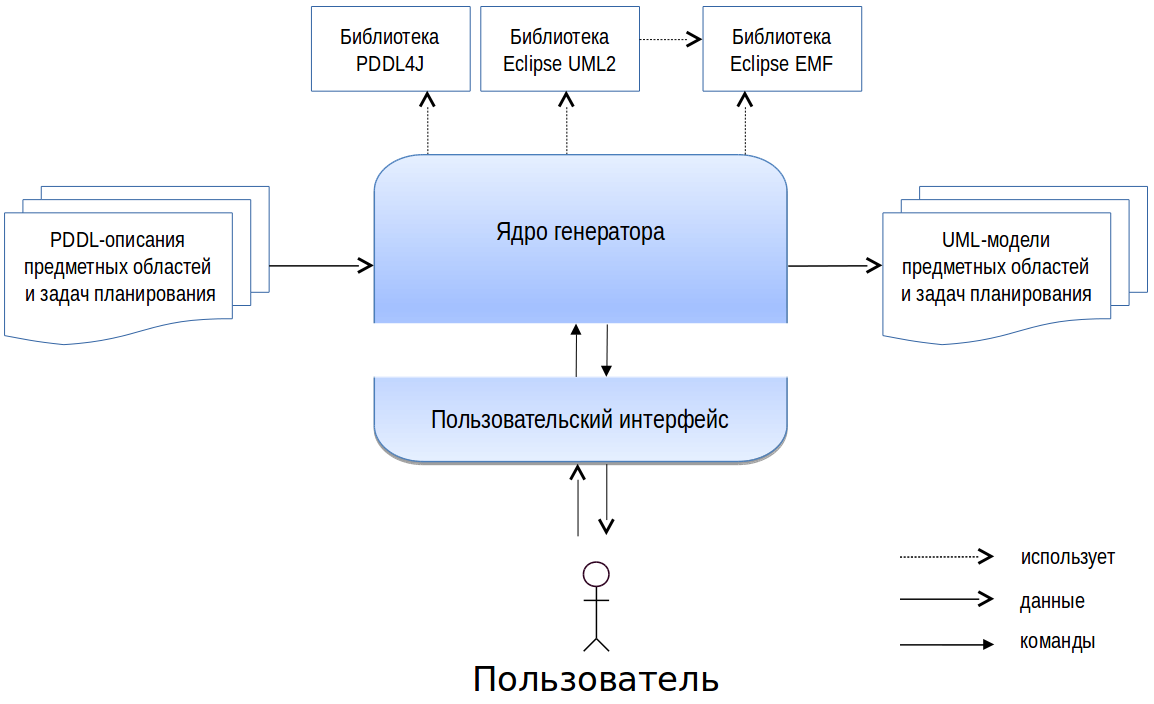 Библиотека
PDDL4J
Библиотека
Eclipse UML2
Библиотека
Eclipse EMF
PDDL-описания
предметных областей
и задач планирования
Ядро генератора
UML-модели
предметных областей
и задач планирования
Пользовательский интерфейс
Пользователь
использует
данные
команды